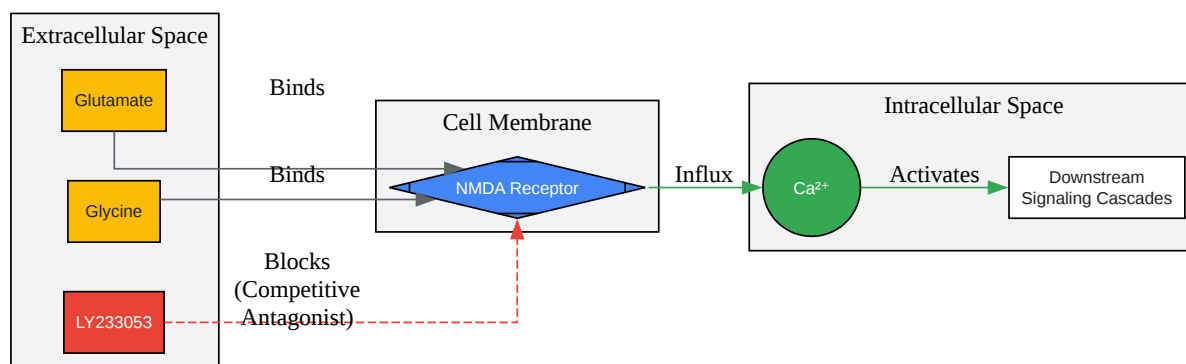 Extracellular Space
Glutamate
Binds
Cell Membrane
Intracellular Space
Binds
NMDA Receptor
Influx
Ca²⁺
Activates
Downstream
Signaling Cascades
Glycine
Blocks
(Competitive
Antagonist)
LY233053